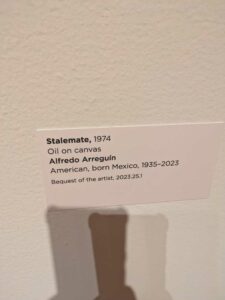 Stalemate, 1974
Oil on canvas
Alfredo Arreguín
American, born Mexico, 1935–2023
Bequest of the artist, 2023.25.1